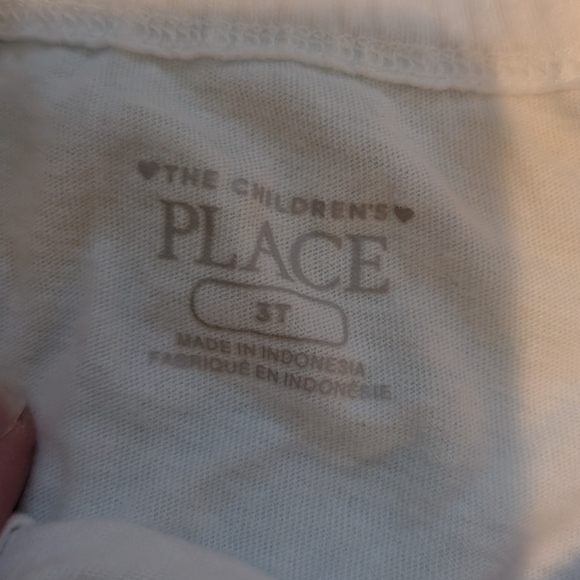 ♥THE CHILDREN'S♥
PLACE
3T
MADE IN INDONESIA
FABRIQUÉ EN INDONÉSIE